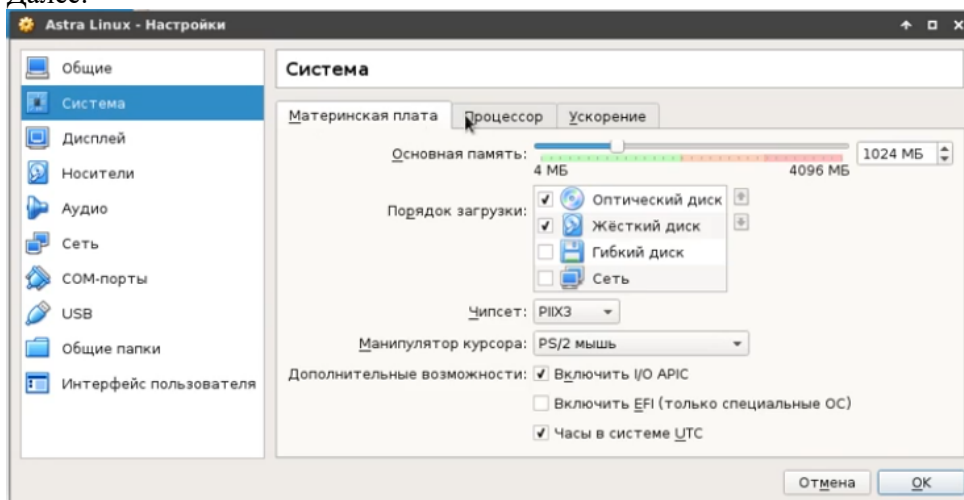 Далее.
Astra Linux - Настройки
Общие
Система
Дисплей
Носители
Аудио
Сеть
COM-порты
USB
Общие папки
Интерфейс пользователя
Система
Материнская плата Процессор Ускорение
Основная память: 1024 МБ
4 МБ 4096 МБ
Порядок загрузки:
Оптический диск
Жёсткий диск
Гибкий диск
Сеть
Чипсет: PIIX3
Манипулятор курсора: PS/2 мышь
Дополнительные возможности: Включить I/O APIC
Включить EFI (только специальные ОС)
Часы в системе UTC
Отмена OK